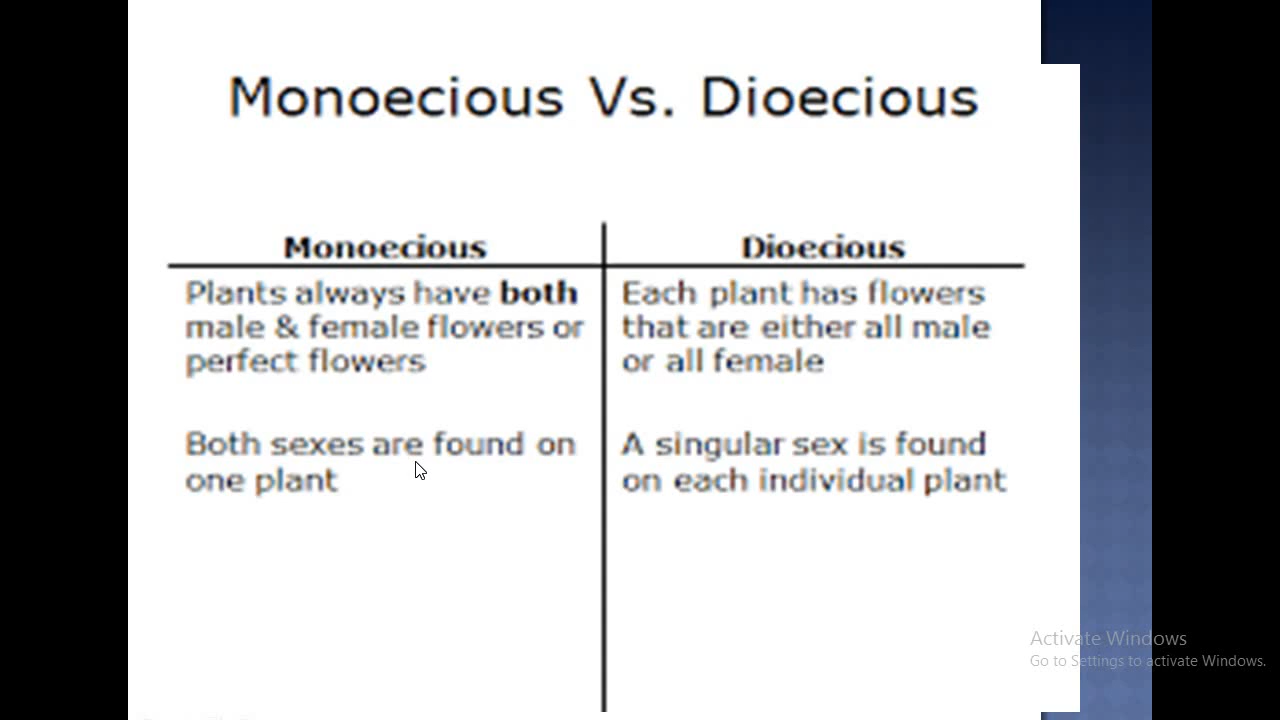 Monoecious Vs. Dioecious
Monoecious
Plants always have both
male & female flowers or
perfect flowers
Both sexes are found on
one plant
Dioecious
Each plant has flowers
that are either all male
or all female
A singular sex is found
on each individual plant
Activate Windows
Go to Settings to activate Windows.